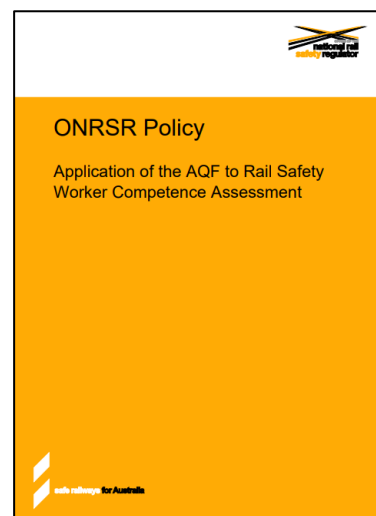 national rail
safety regulator
ONRSR Policy
Application of the AQF to Rail Safety
Worker Competence Assessment
safe railways for Australia